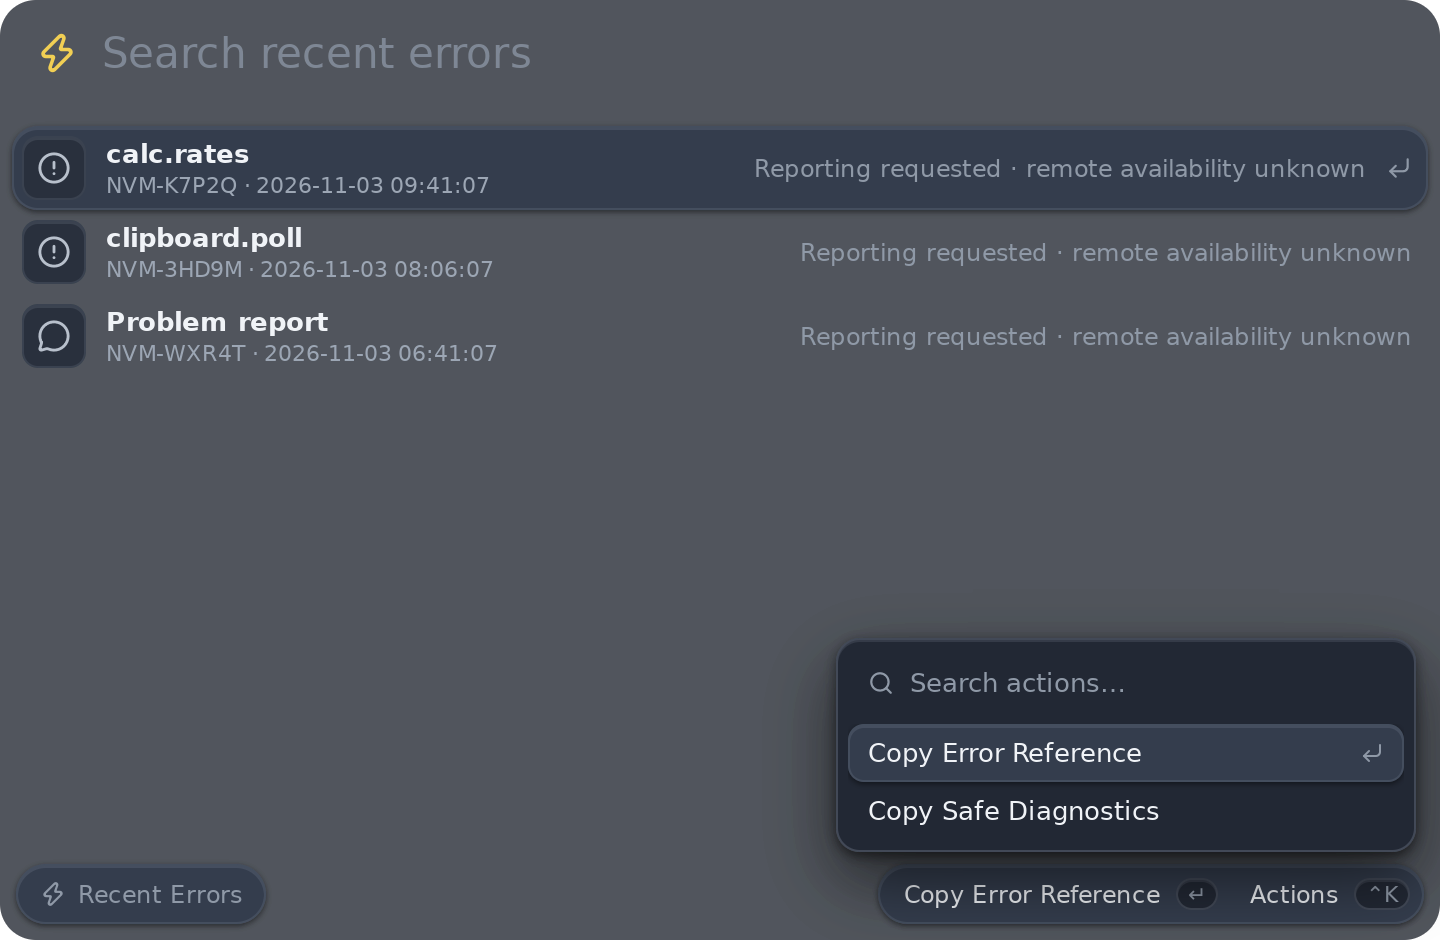 Search recent errors
calc.rates
NVM-K7P2Q · 2026-11-03 09:41:07
Reporting requested · remote availability unknown
clipboard.poll
NVM-3HD9M · 2026-11-03 08:06:07
Reporting requested · remote availability unknown
Problem report
NVM-WXR4T · 2026-11-03 06:41:07
Reporting requested · remote availability unknown
Search actions...
Copy Error Reference
Copy Safe Diagnostics
Recent Errors
Copy Error Reference ↵ Actions ^K